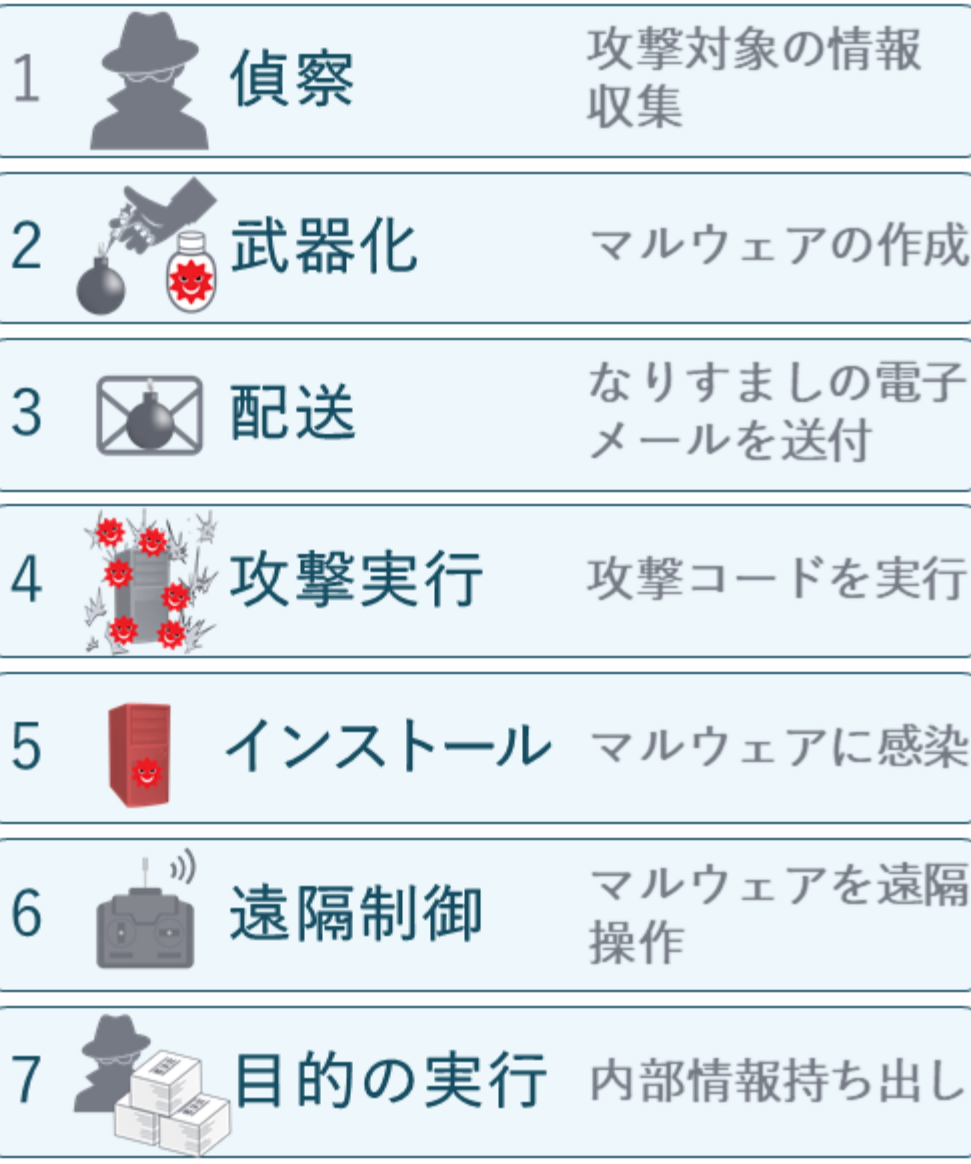 1 偵察 攻撃対象の情報
収集
2 武器化 マルウェアの作成
3 配送 なりすましの電子
メールを送付
4 攻撃実行 攻撃コードを実行
5 インストール マルウェアに感染
6 遠隔制御 マルウェアを遠隔
操作
7 目的の実行 内部情報持ち出し